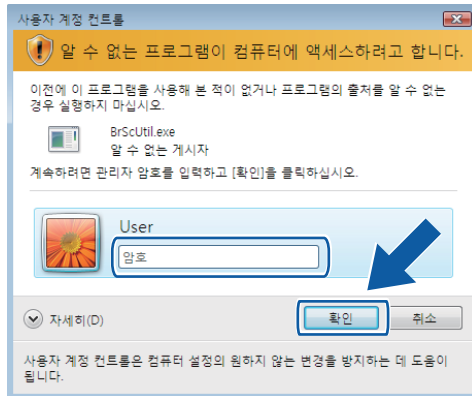 사용자 계정 컨트롤
알 수 없는 프로그램이 컴퓨터에 액세스하려고 합니다.
이전에 이 프로그램을 사용해 본 적이 없거나 프로그램의 출처를 알 수 없는
경우 실행하지 마십시오.
BrScUtil.exe
알 수 없는 게시자
계속하려면 관리자 암호를 입력하고 [확인]을 클릭하십시오.
User
암호
자세히(D)
확인
취소
사용자 계정 컨트롤은 컴퓨터 설정의 원하지 않는 변경을 방지하는 데 도움이
됩니다.